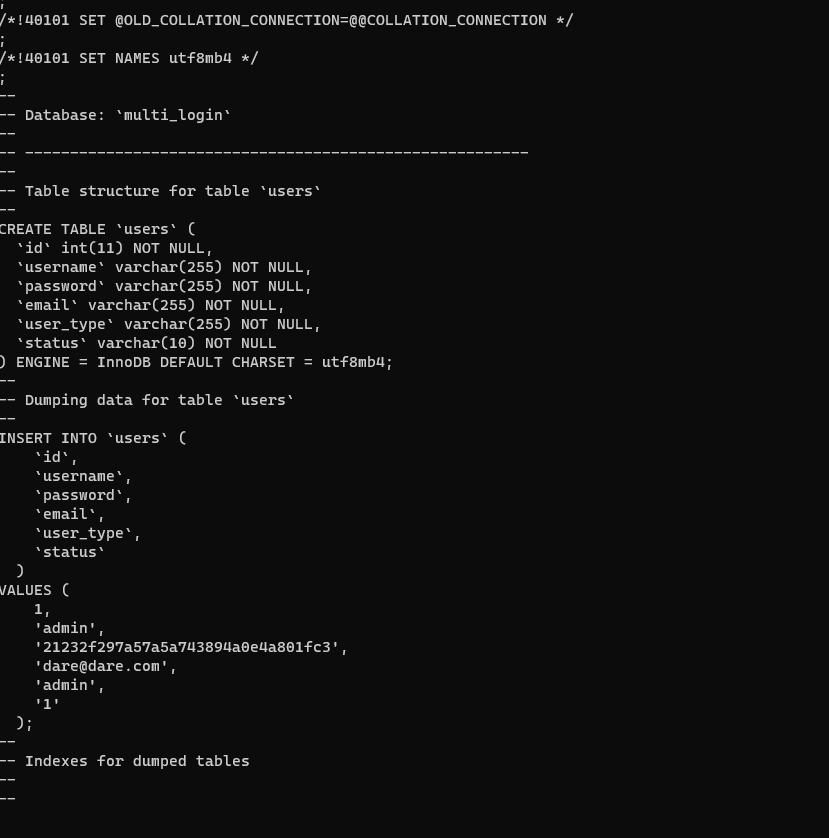 ;
/*!40101 SET @OLD_COLLATION_CONNECTION=@@COLLATION_CONNECTION */
;
/*!40101 SET NAMES utf8mb4 */
;
--
-- Database: `multi_login`
--
-- --------------------------------------------------------
--
-- Table structure for table `users`
--
CREATE TABLE `users` (
  `id` int(11) NOT NULL,
  `username` varchar(255) NOT NULL,
  `password` varchar(255) NOT NULL,
  `email` varchar(255) NOT NULL,
  `user_type` varchar(255) NOT NULL,
  `status` varchar(10) NOT NULL
) ENGINE = InnoDB DEFAULT CHARSET = utf8mb4;
--
-- Dumping data for table `users`
--
INSERT INTO `users` (
    `id`,
    `username`,
    `password`,
    `email`,
    `user_type`,
    `status`
  )
VALUES (
    1,
    'admin',
    '21232f297a57a5a743894a0e4a801fc3',
    'dare@dare.com',
    'admin',
    '1'
  );
--
-- Indexes for dumped tables
--
--